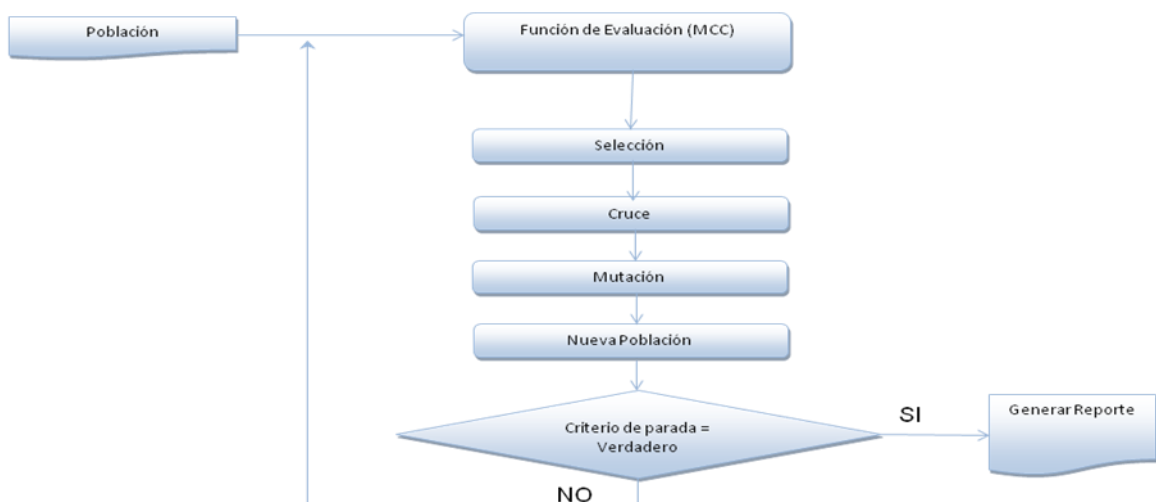 Población
Función de Evaluación (MCC)
Selección
Cruce
Mutación
Nueva Población
Criterio de parada =
Verdadero
SI
Generar Reporte
NO